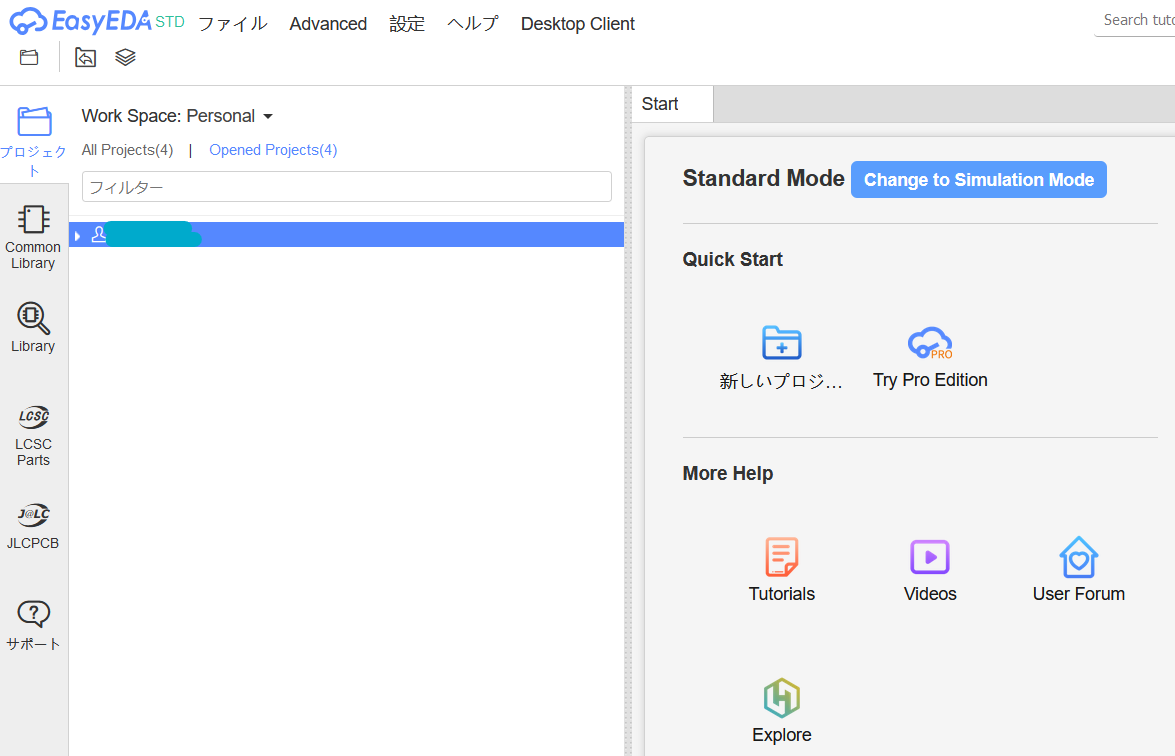 EasyEDA STD ファイル Advanced 設定 ヘルプ Desktop Client
Search tuto
プロジェク
ト
Common
Library
Library
LCSC
LCSC
Parts
J@LC
JLCPCB
サポート
Work Space: Personal
All Projects(4) | Opened Projects(4)
フィルター
Start
Standard Mode Change to Simulation Mode
Quick Start
PRO
新しいプロジ... Try Pro Edition
More Help
Tutorials Videos User Forum
Explore